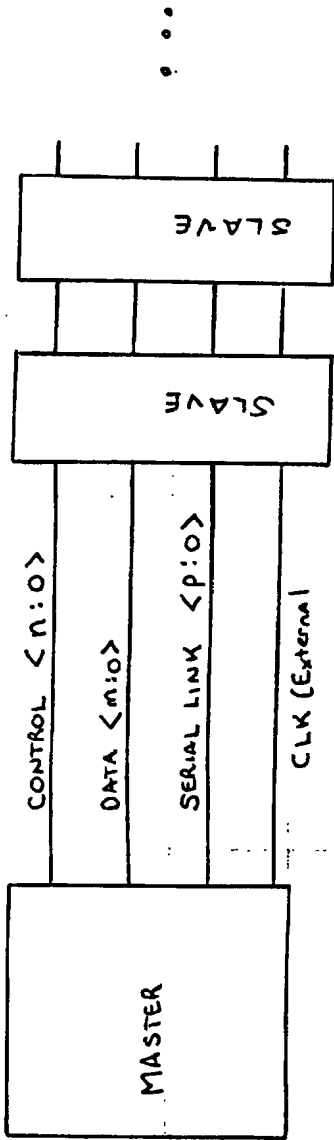 MASTER
CONTROL <n:0>
DATA <m:0>
SERIAL LINK <p:0>
CLK (External
SLAVE
SLAVE